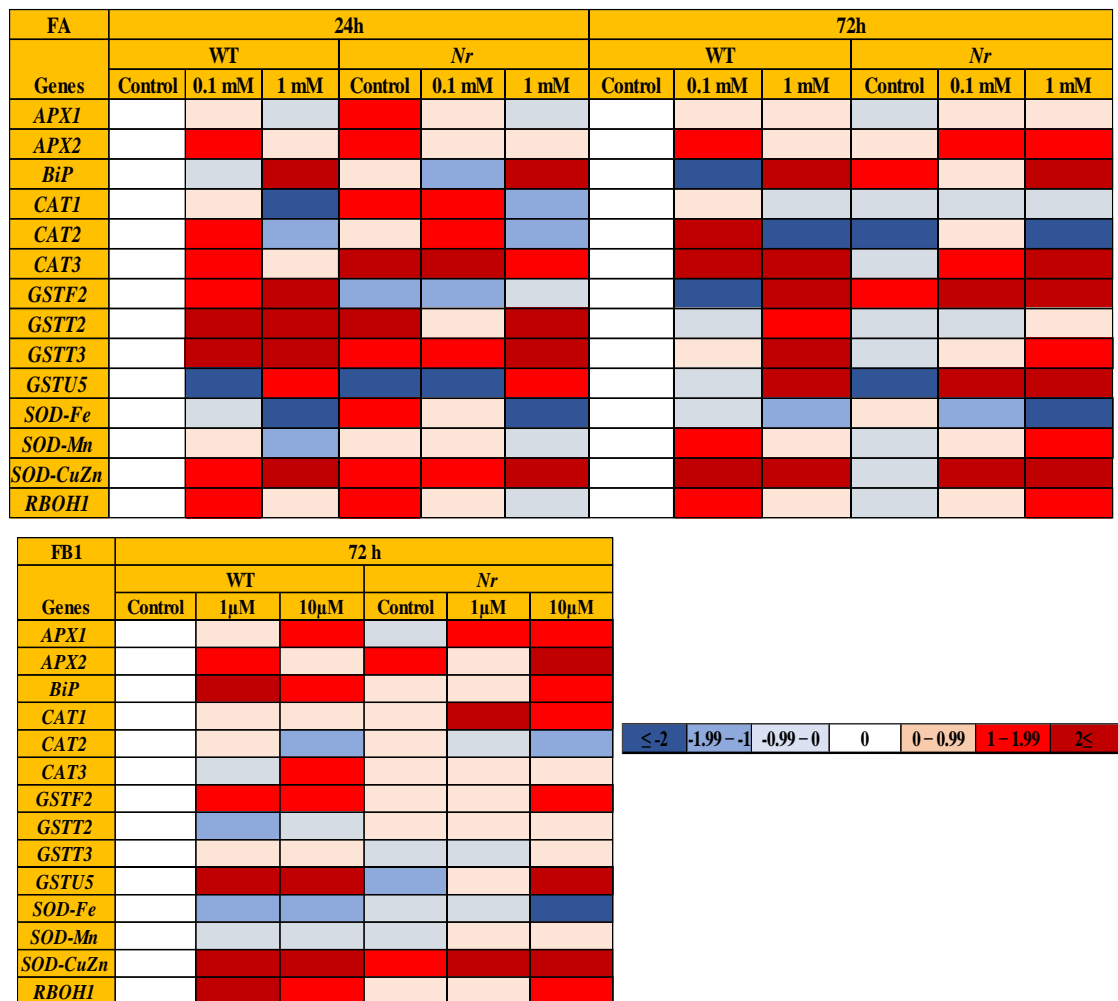 FA 24h 72h
WT Nr WT Nr
Genes Control 0.1 mM 1 mM Control 0.1 mM 1 mM Control 0.1 mM 1 mM Control 0.1 mM 1 mM
APX1
APX2
BiP
CAT1
CAT2
CAT3
GSTF2
GSTT2
GSTT3
GSTU5
SOD-Fe
SOD-Mn
SOD-CuZn
RBOH1
FB1 72 h
WT Nr
Genes Control 1µM 10µM Control 1µM 10µM
APX1
APX2
BiP
CAT1
CAT2
≤ -2 -1.99 – -1 -0.99 – 0 0 0 – 0.99 1 – 1.99 2≤
CAT3
GSTF2
GSTT2
GSTT3
GSTU5
SOD-Fe
SOD-Mn
SOD-CuZn
RBOH1